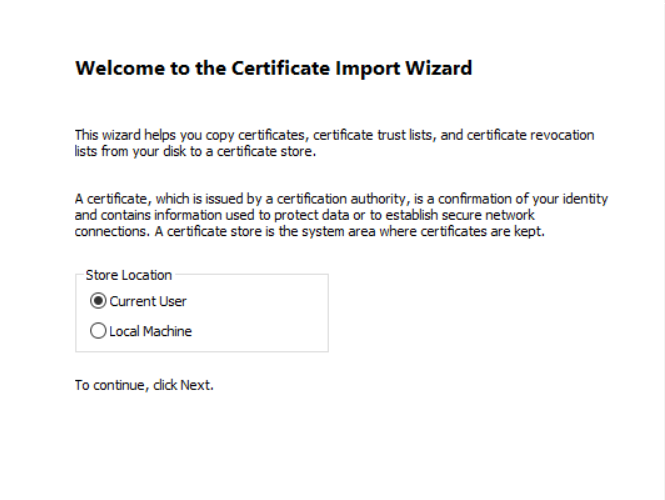 Welcome to the Certificate Import Wizard
This wizard helps you copy certificates, certificate trust lists, and certificate revocation
lists from your disk to a certificate store.
A certificate, which is issued by a certification authority, is a confirmation of your identity
and contains information used to protect data or to establish secure network
connections. A certificate store is the system area where certificates are kept.
Store Location
Current User
Local Machine
To continue, click Next.